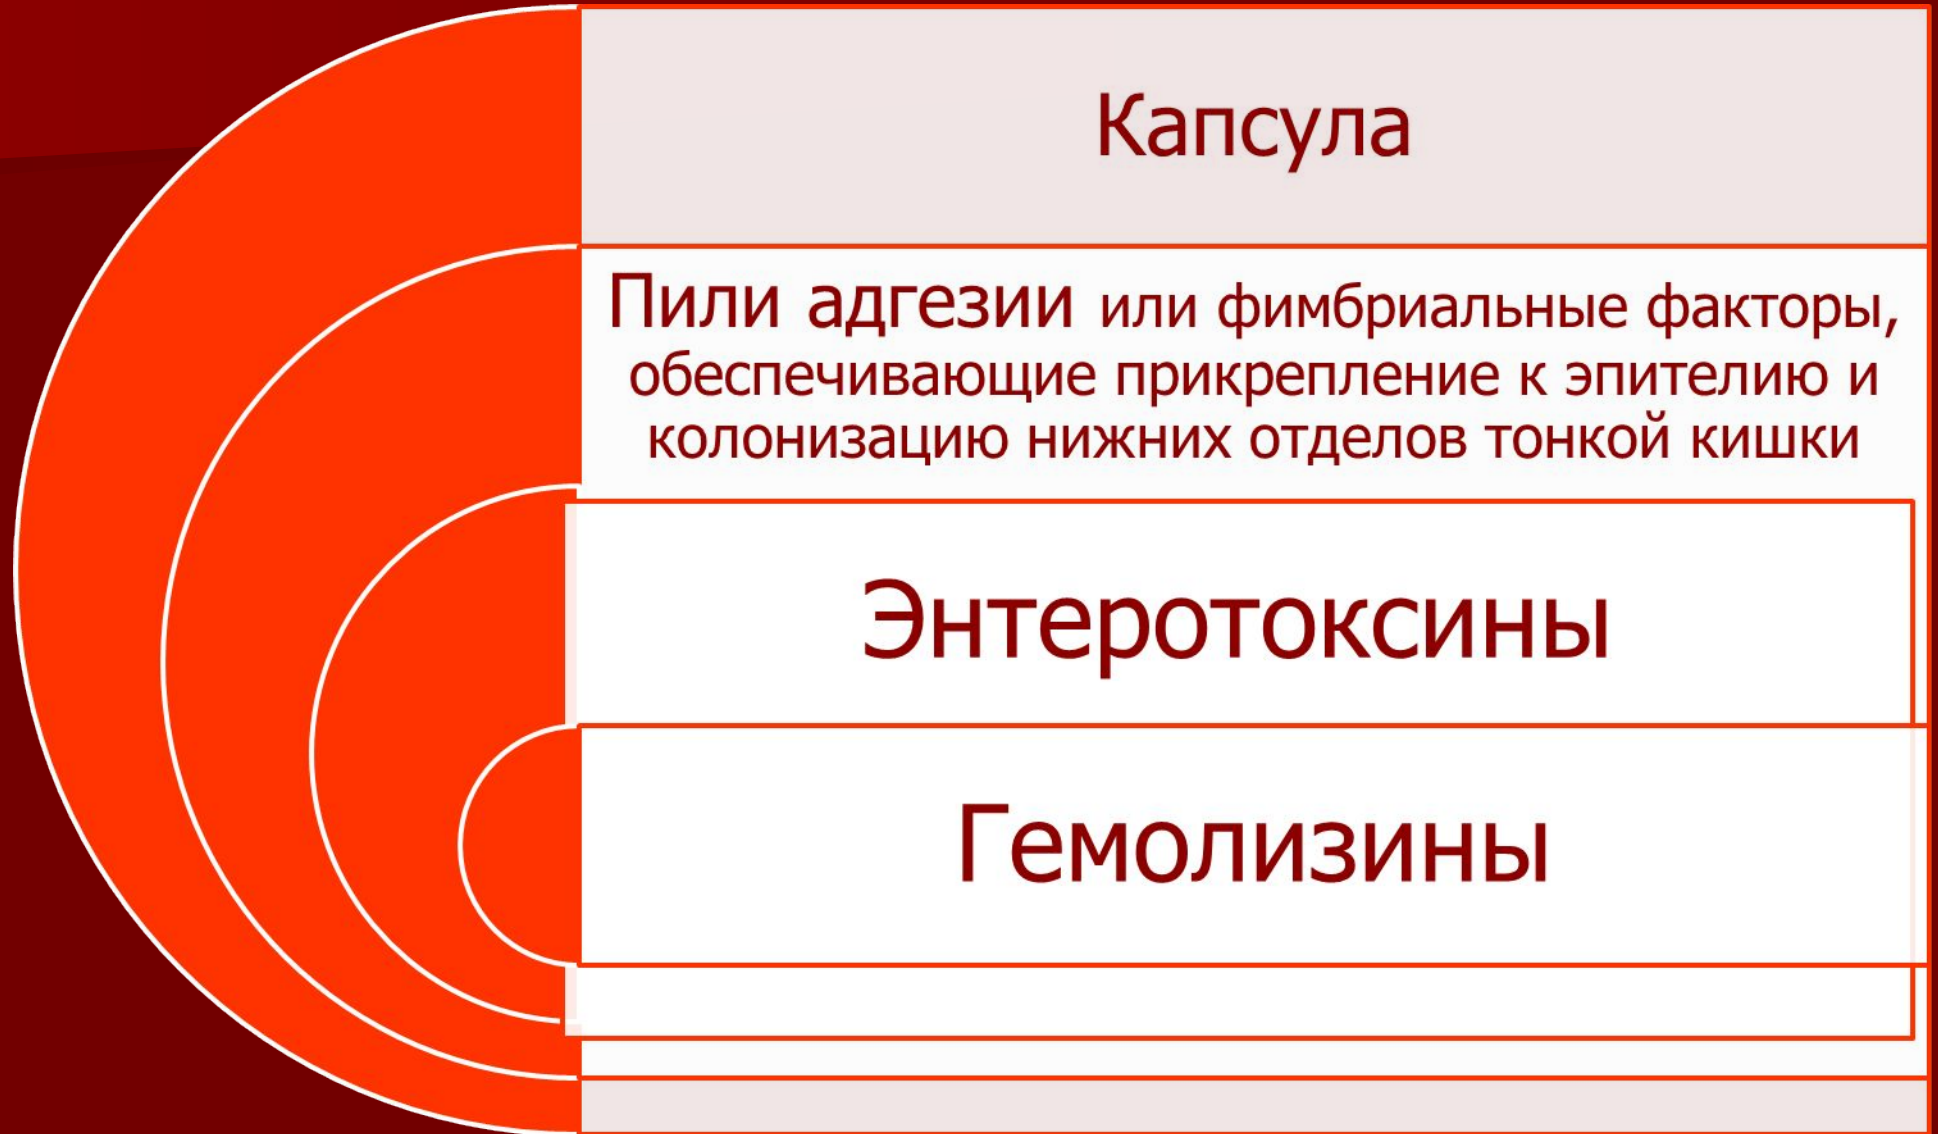 Капсула
Пили адгезии или фимбриальные факторы,
обеспечивающие прикрепление к эпителию и
колонизацию нижних отделов тонкой кишки
Энтеротоксины
Гемолизины